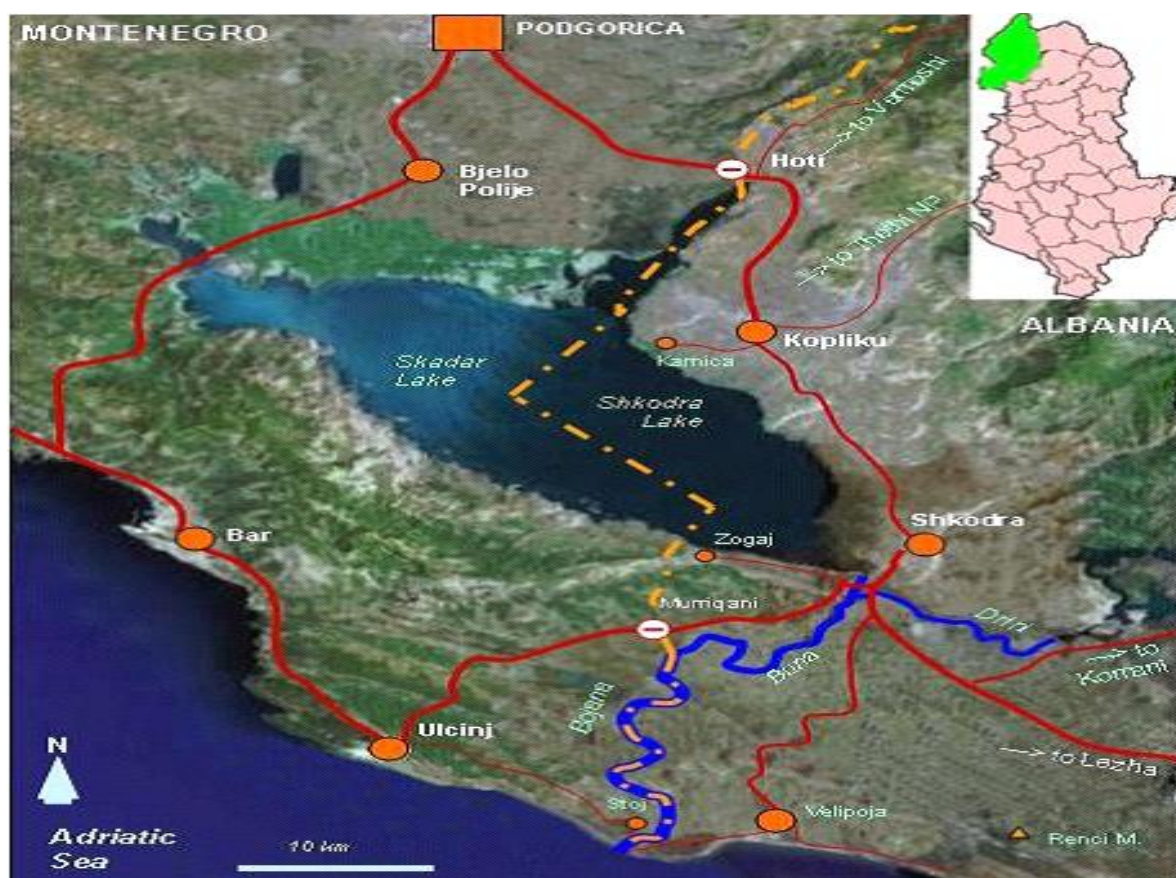 MONTENEGRO
PODGORICA
---> to Vermoshi
Hoti
Bjelo
Polije
---> to Thethi NP
ALBANIA
Kopliku
Kamica
Skadar
Lake
Shkodra
Lake
Shkodra
Bar
Zogaj
Murriqani
Drini
---> to
Komani
Buna
Bojana
Ulcinj
N
---> to Lezha
Stoj
Velipoja
Renci M.
Adriatic
Sea
10 km